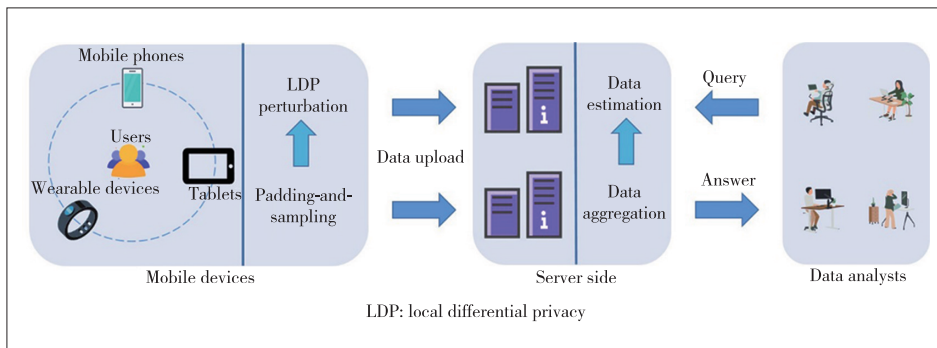 Mobile phones
Users
Wearable devices
Tablets
LDP
perturbation
Padding-and-
sampling
Mobile devices
Data upload
i
i
Data
estimation
Data
aggregation
Server side
Query
Answer
Data analysts
LDP: local differential privacy